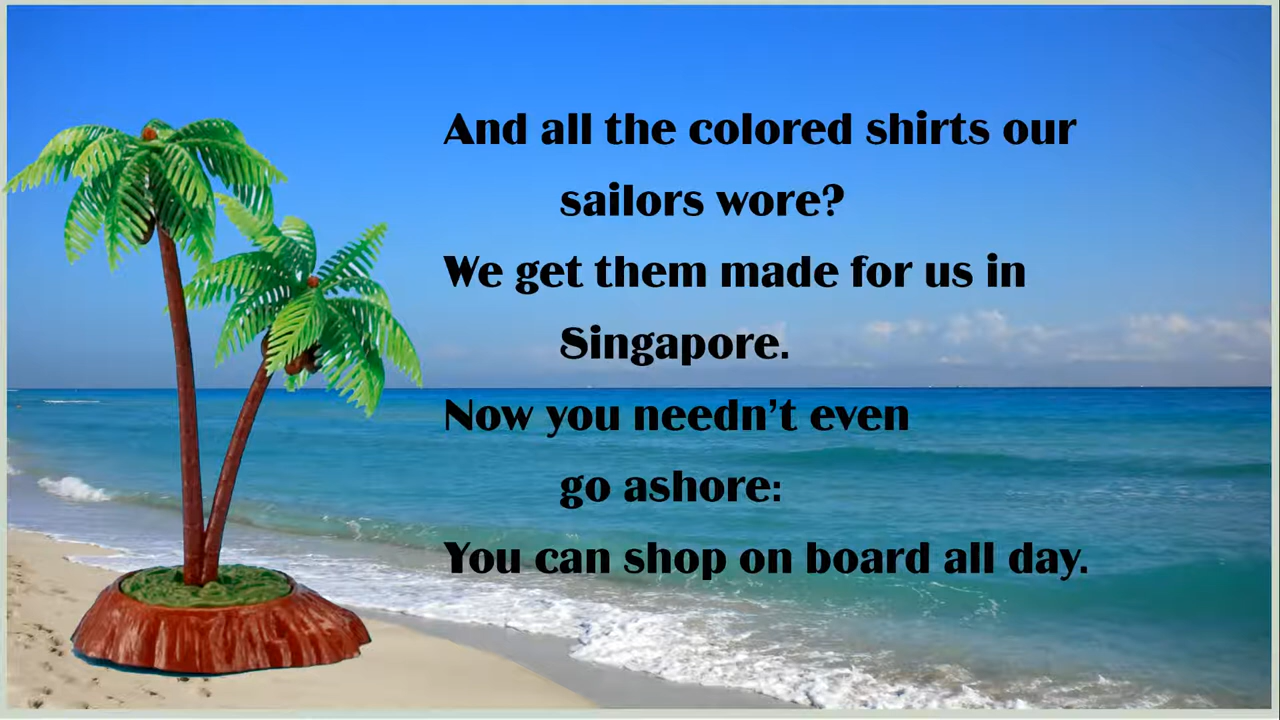 And all the colored shirts our
sailors wore?
We get them made for us in
Singapore.
Now you needn’t even
go ashore:
You can shop on board all day.